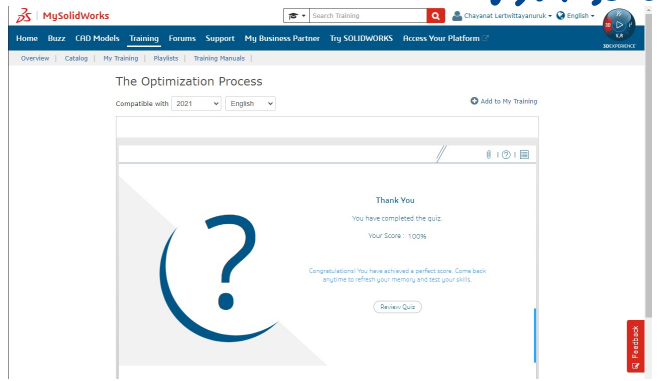 MySolidWorks
Search Training
Chayanat Lertwittayanuruk
English
Home Buzz CAD Models Training Forums Support My Business Partner Try SOLIDWORKS Access Your Platform
3DEXPERIENCE
Overview | Catalog | My Training | Playlists | Training Manuals |
The Optimization Process
Compatible with 2021 English
Add to My Training
Thank You
You have completed the quiz.
Your Score : 100%
Congratulations! You have achieved a perfect score. Come back
anytime to refresh your memory and test your skills.
Review Quiz
Feedback